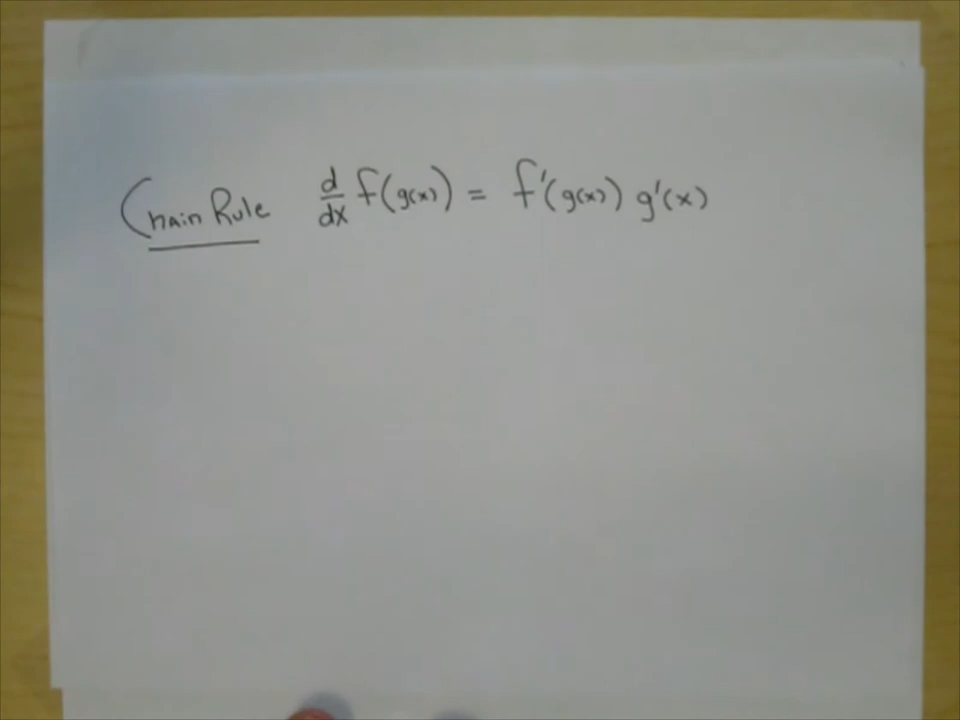 Chain Rule d/dx f(g(x)) = f'(g(x)) g'(x)